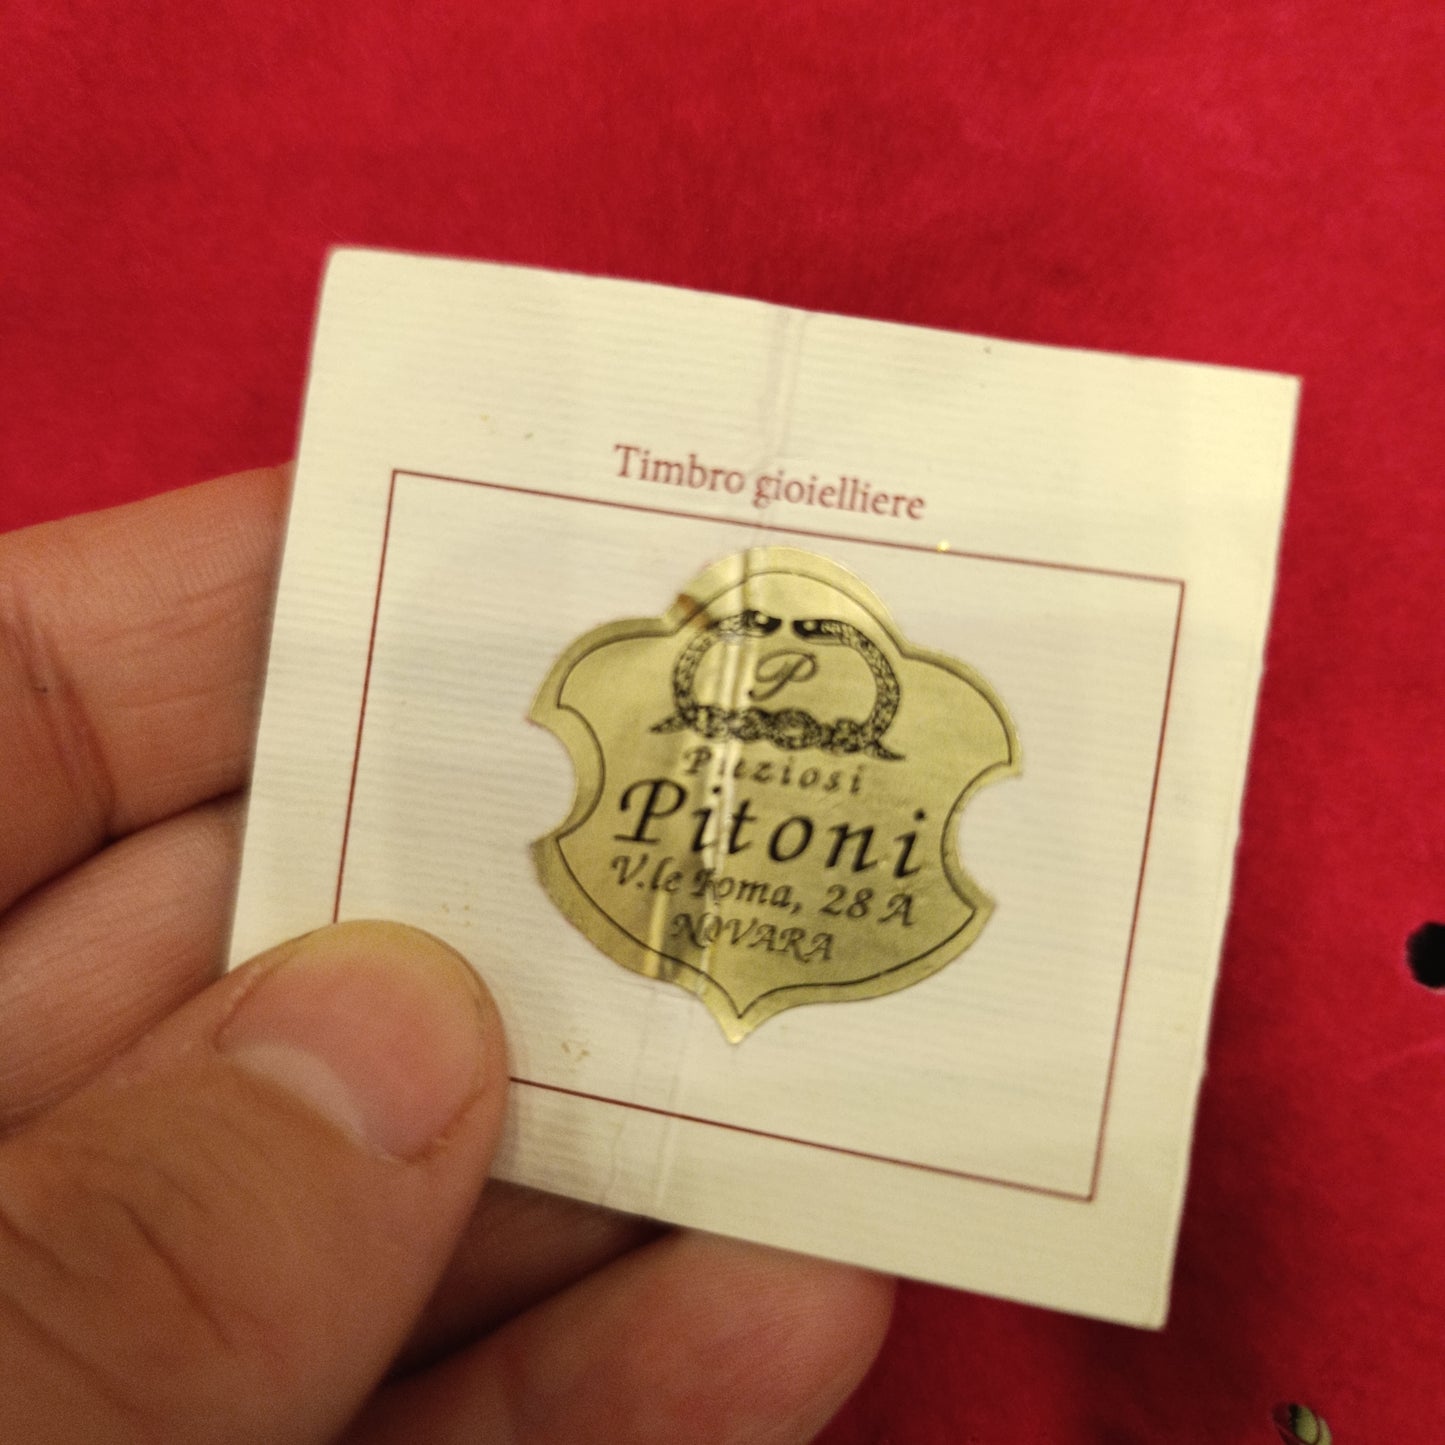 Timbro gioielliere
P
Preziosi
Pitoni
V.le Roma, 28 A
NOVARA